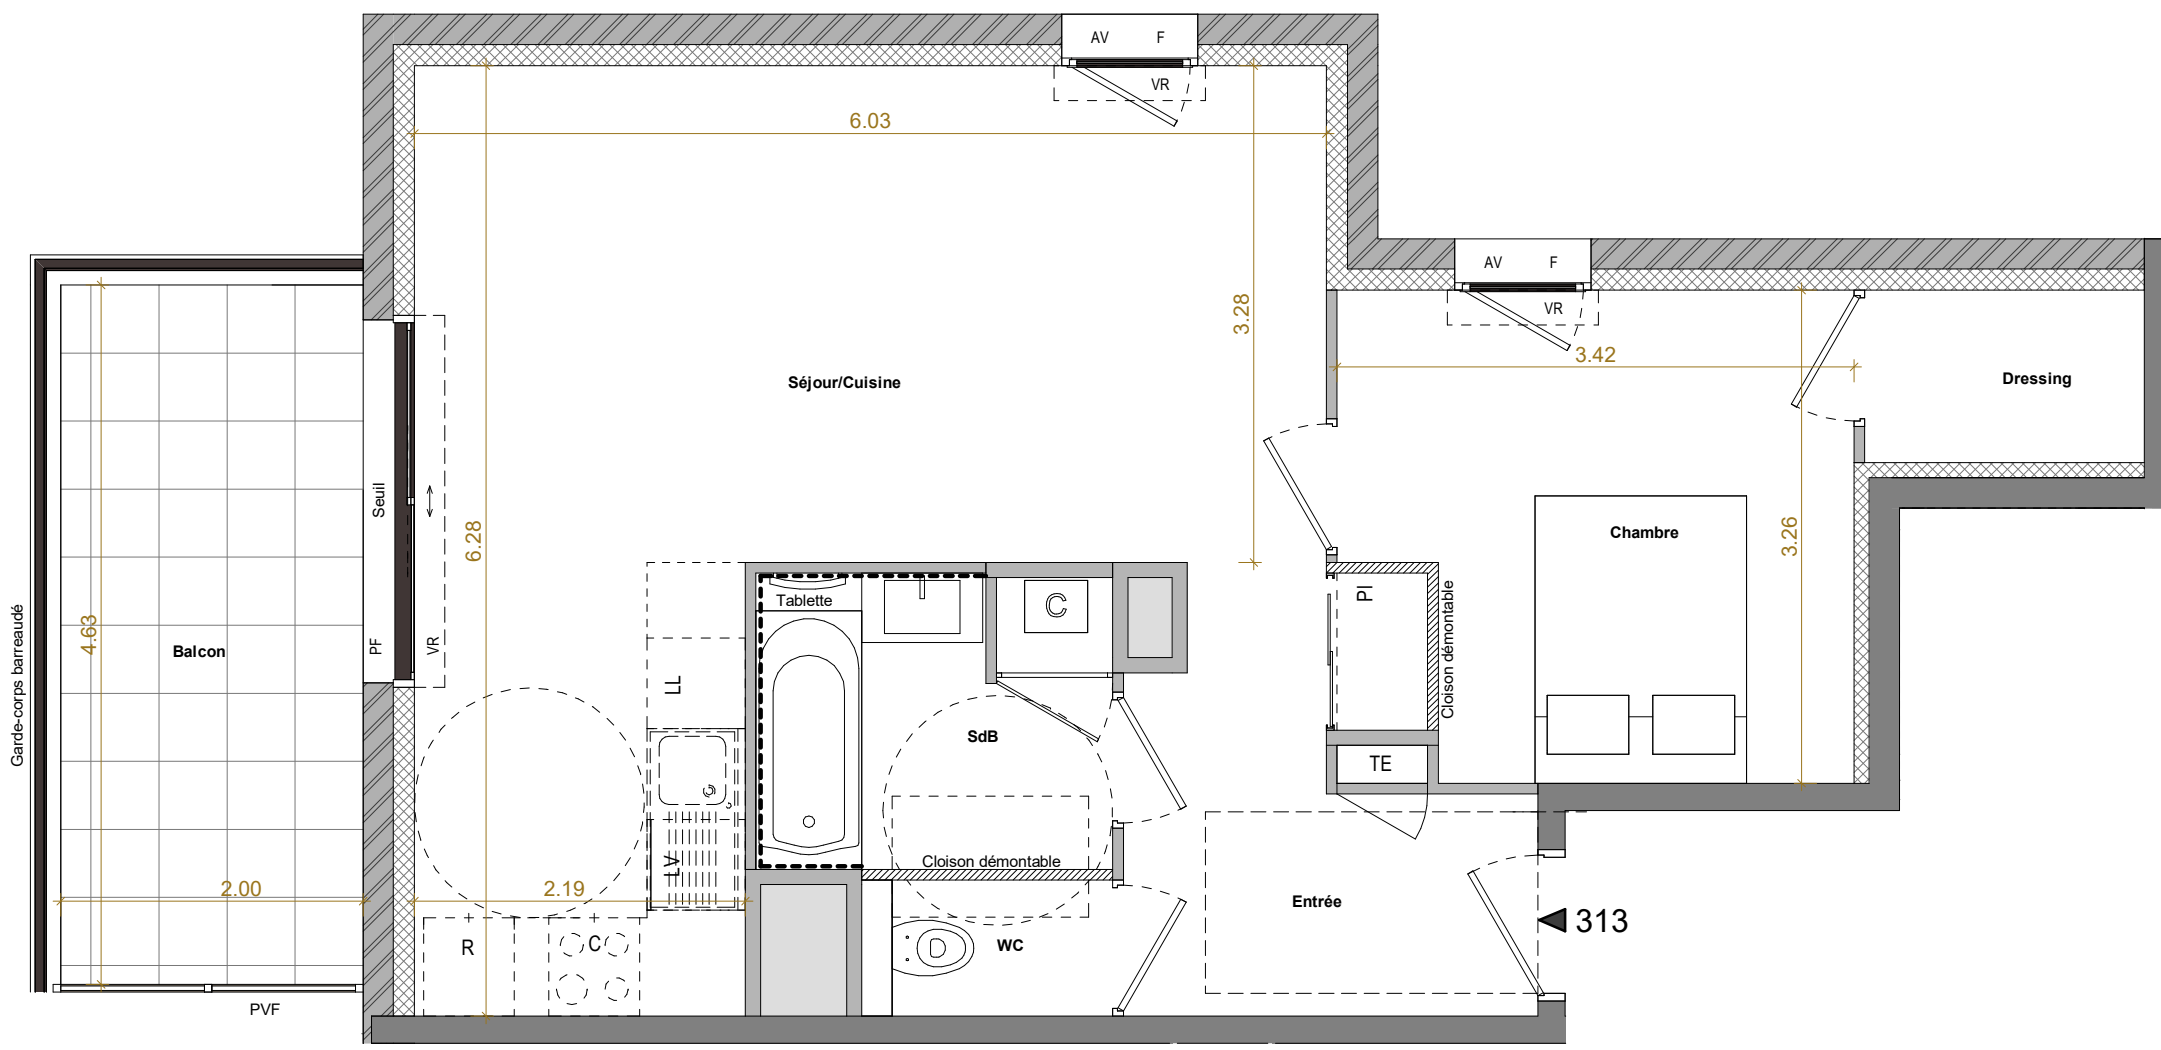 AV F
VR
6.03
AV F
VR
3.28
3.42
Séjour/Cuisine
Dressing
Seuil
6.28
Chambre
3.26
Tablette
C
PI
Cloison démontable
4.63
Garde-corps barreaudé
Balcon
PF
VR
LL
SdB
TE
LV
Cloison démontable
2.00
2.19
Entrée
313
R
C
WC
PVF